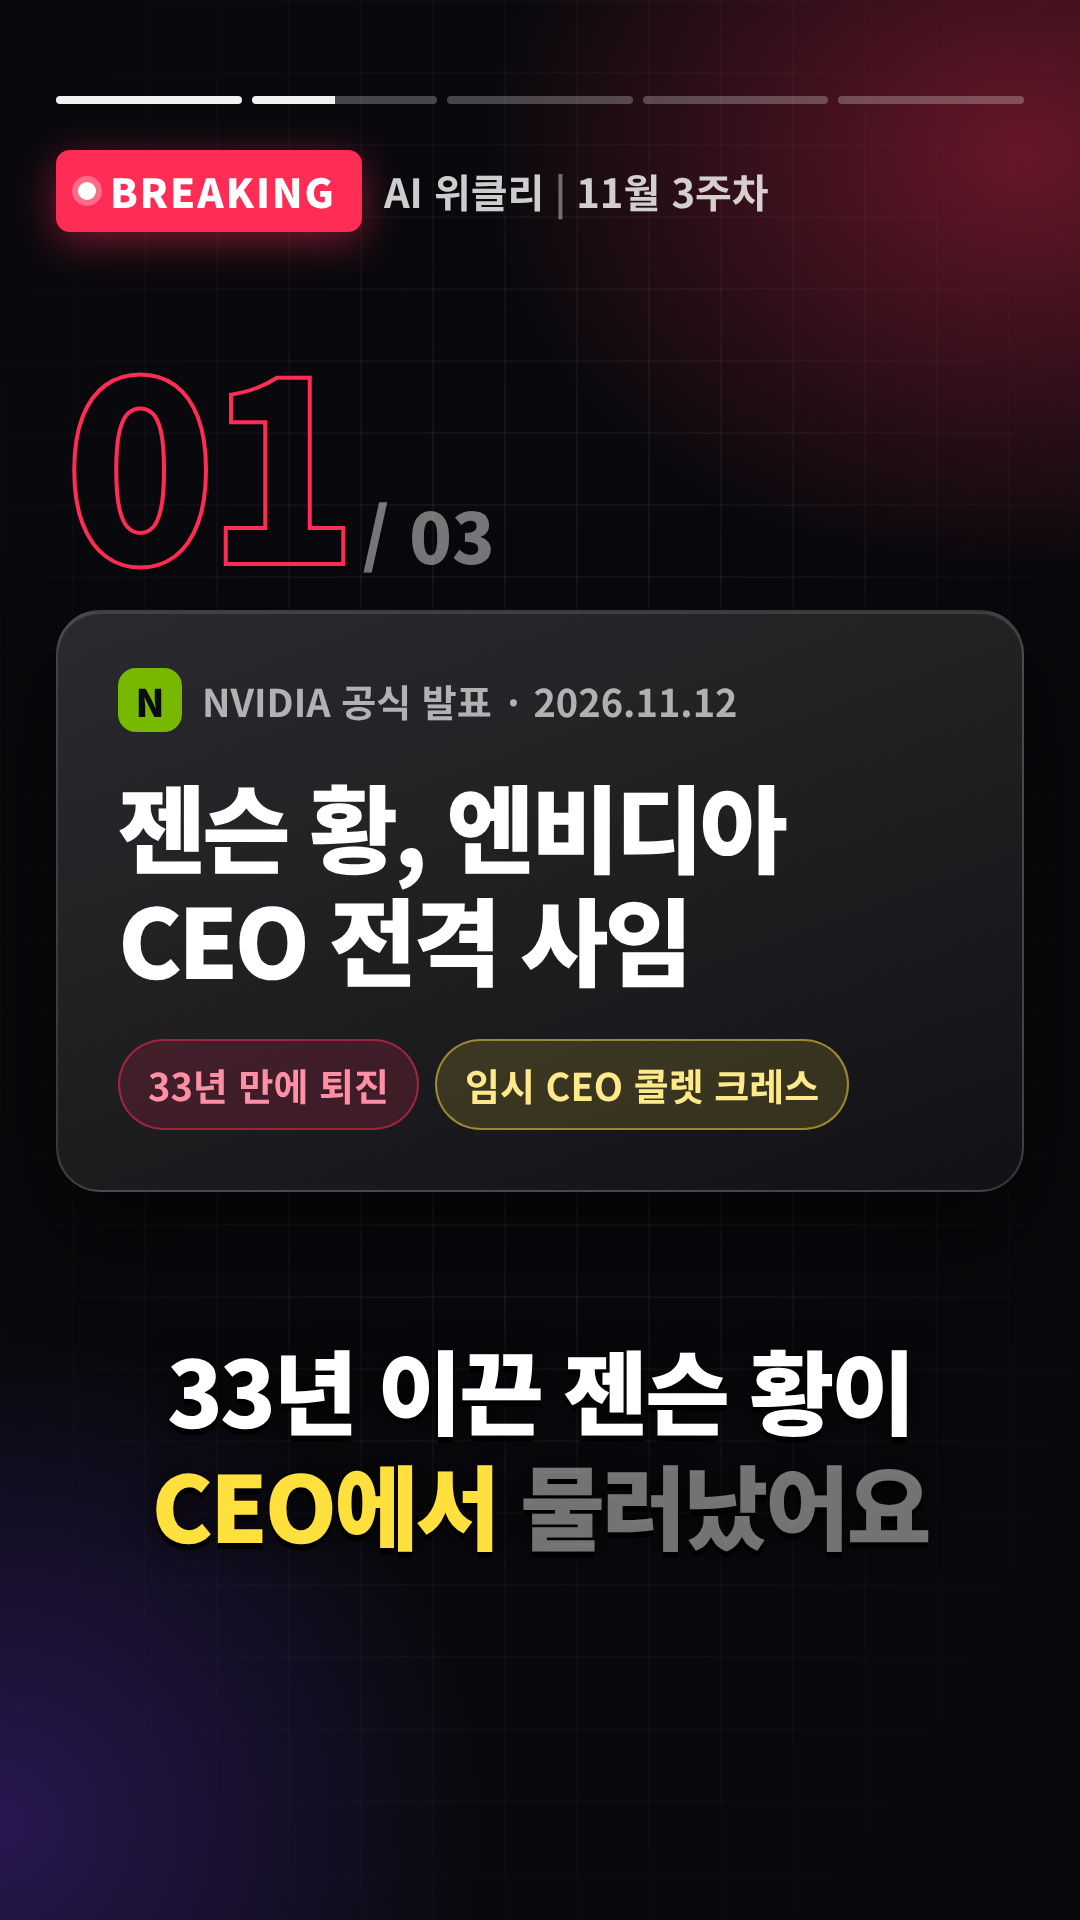 BREAKING
AI 위클리 | 11월 3주차
01 / 03
N NVIDIA 공식 발표 · 2026.11.12
젠슨 황, 엔비디아
CEO 전격 사임
33년 만에 퇴진
임시 CEO 콜렛 크레스
33년 이끈 젠슨 황이
CEO에서 물러났어요